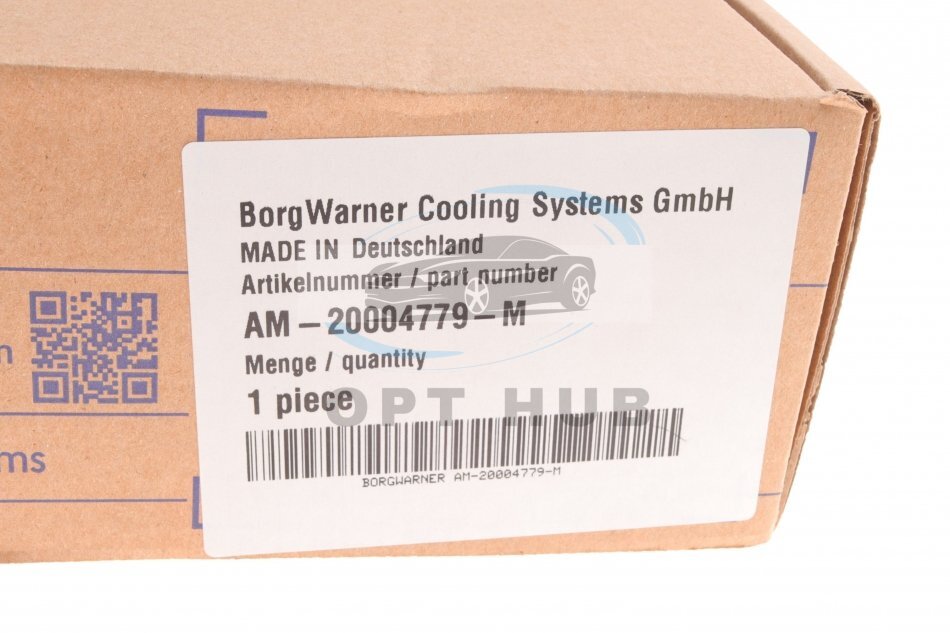 BorgWarner Cooling Systems GmbH
MADE IN Deutschland
Artikelnummer / part number
AM-20004779-M
Menge / quantity
1 piece
OPT HUB
BORGWARNER AM-20004779-M
n
ms